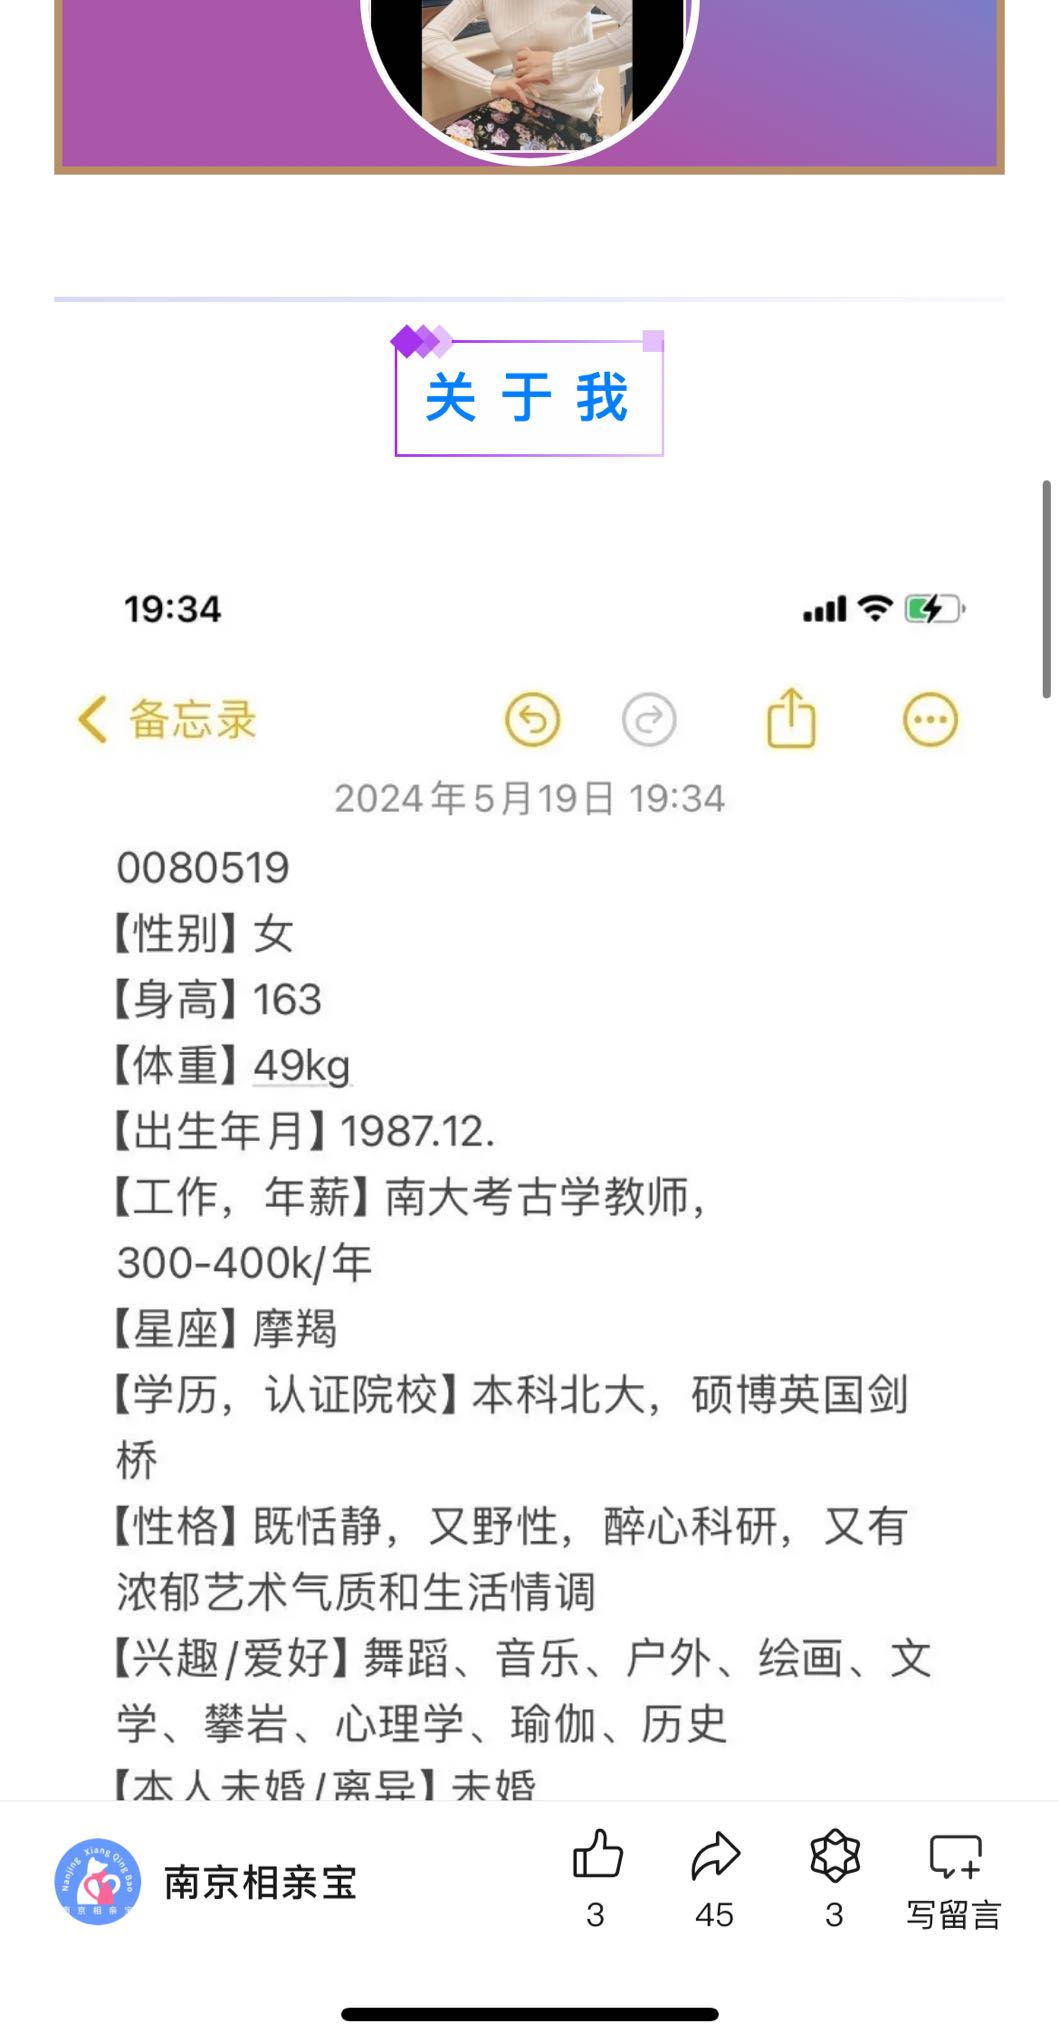 关于我
19:34
备忘录
2024年5月19日 19:34
0080519
【性别】女
【身高】163
【体重】49kg
【出生年月】1987.12.
【工作，年薪】南大考古学教师，
300-400k/年
【星座】摩羯
【学历，认证院校】本科北大，硕博英国剑
桥
【性格】既恬静，又野性，醉心科研，又有
浓郁艺术气质和生活情调
【兴趣/爱好】舞蹈、音乐、户外、绘画、文
学、攀岩、心理学、瑜伽、历史
【本人未婚/离异】未婚
Nanjing Xiang Qing Bao
南京相亲宝
南京相亲宝
3
45
3
写留言